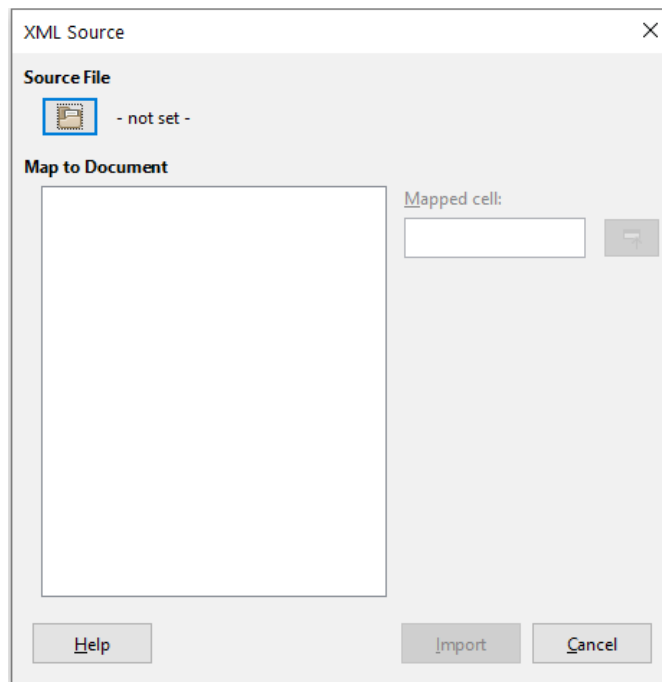 XML Source
Source File
- not set -
Map to Document
Mapped cell:
Help
Import
Cancel